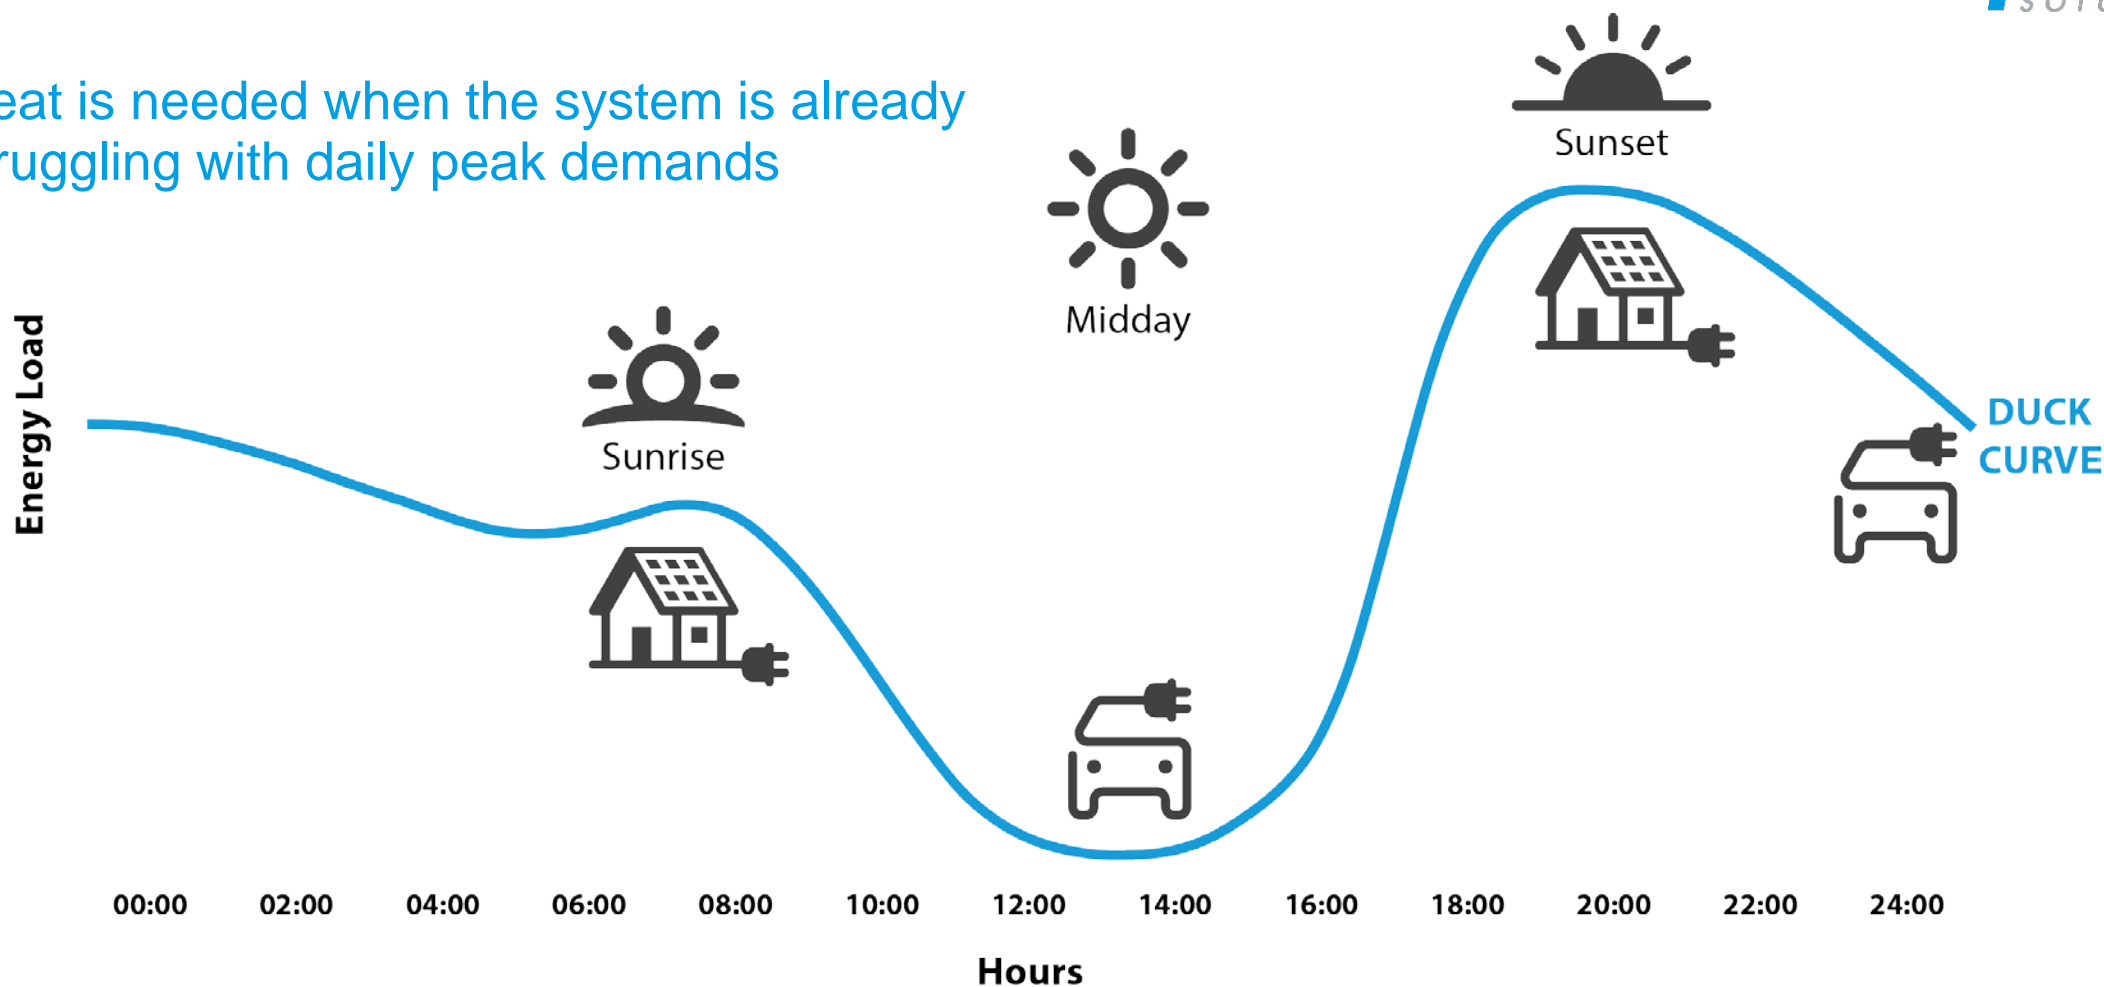 eat is needed when the system is already
ruggling with daily peak demands
Sunset
Midday
Sunrise
Energy Load
DUCK
CURVE
00:00 02:00 04:00 06:00 08:00 10:00 12:00 14:00 16:00 18:00 20:00 22:00 24:00
Hours